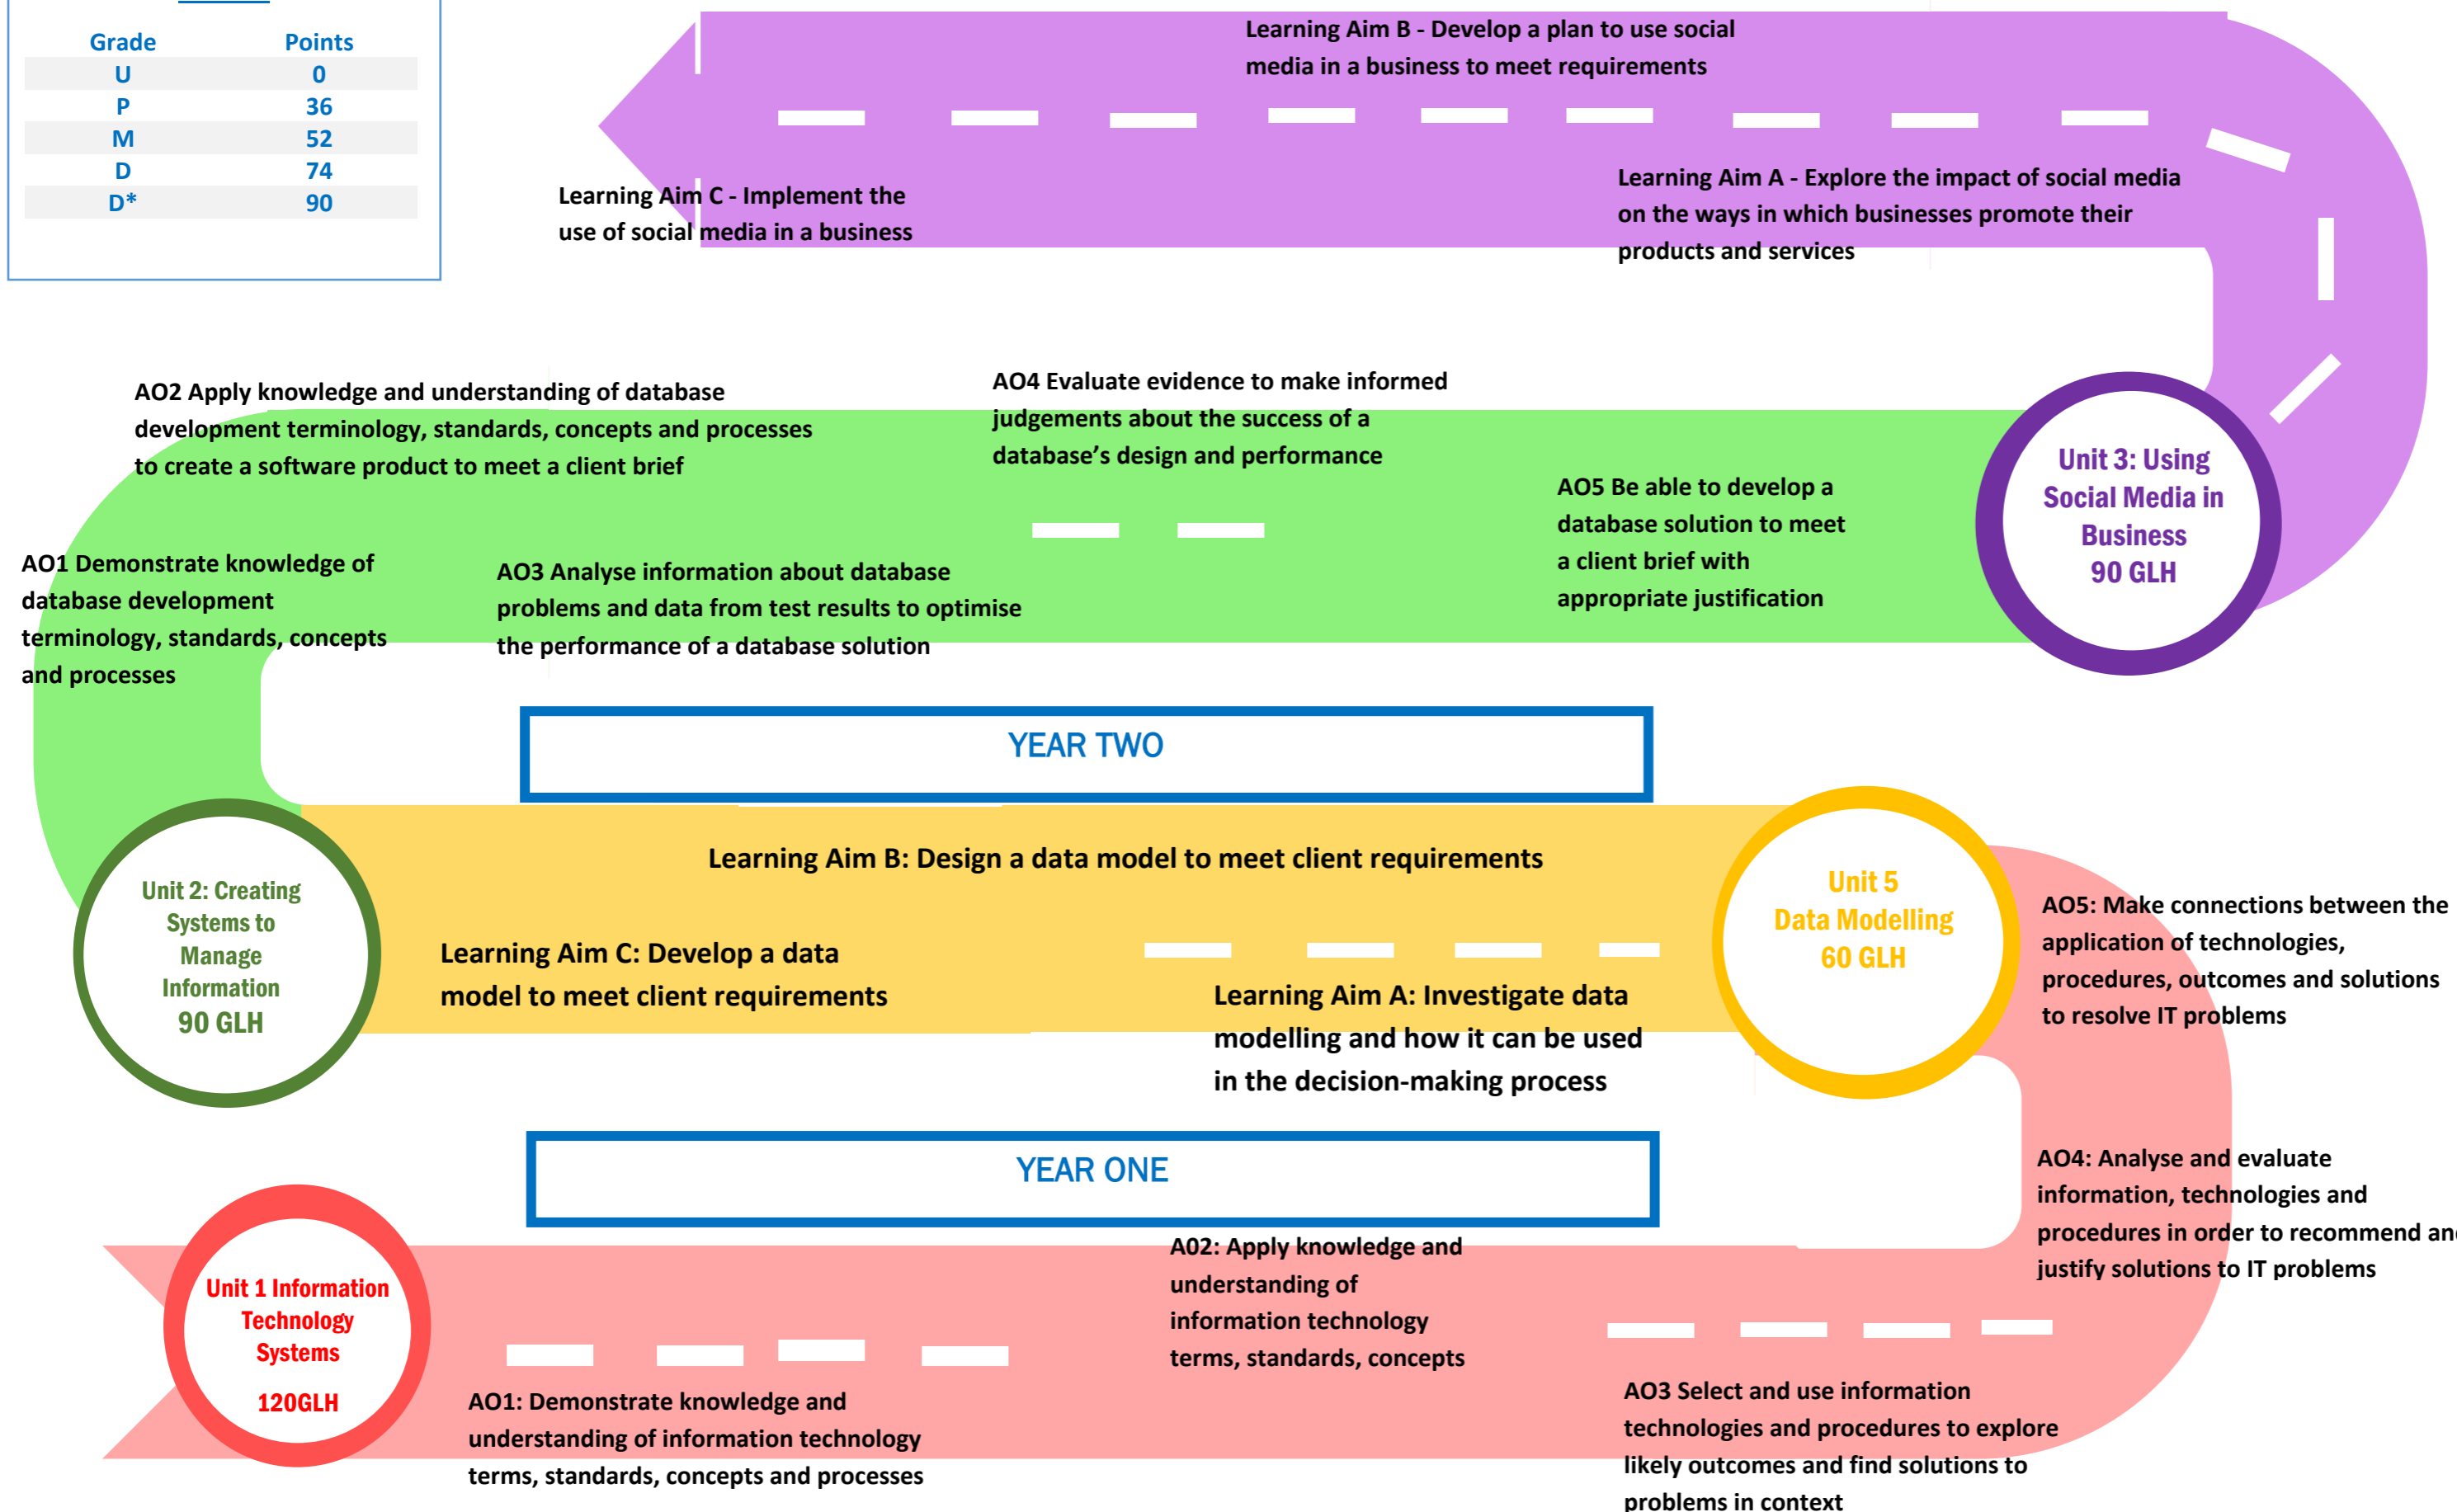 Grade Points
U 0
P 36
M 52
D 74
D* 90
Learning Aim B - Develop a plan to use social
media in a business to meet requirements
Learning Aim C - Implement the
use of social media in a business
Learning Aim A - Explore the impact of social media
on the ways in which businesses promote their
products and services
AO2 Apply knowledge and understanding of database
development terminology, standards, concepts and processes
to create a software product to meet a client brief
AO4 Evaluate evidence to make informed
judgements about the success of a
database’s design and performance
AO5 Be able to develop a
database solution to meet
a client brief with
appropriate justification
Unit 3: Using
Social Media in
Business
90 GLH
AO1 Demonstrate knowledge of
database development
terminology, standards, concepts
and processes
AO3 Analyse information about database
problems and data from test results to optimise
the performance of a database solution
YEAR TWO
Learning Aim B: Design a data model to meet client requirements
Unit 2: Creating
Systems to
Manage
Information
90 GLH
Learning Aim C: Develop a data
model to meet client requirements
Learning Aim A: Investigate data
modelling and how it can be used
in the decision-making process
Unit 5
Data Modelling
60 GLH
AO5: Make connections between the
application of technologies,
procedures, outcomes and solutions
to resolve IT problems
YEAR ONE
AO4: Analyse and evaluate
information, technologies and
procedures in order to recommend
justify solutions to IT problems
Unit 1 Information
Technology
Systems
120GLH
A02: Apply knowledge and
understanding of
information technology
terms, standards, concepts
AO1: Demonstrate knowledge and
understanding of information technology
terms, standards, concepts and processes
AO3 Select and use information
technologies and procedures to explore
likely outcomes and find solutions to
problems in context